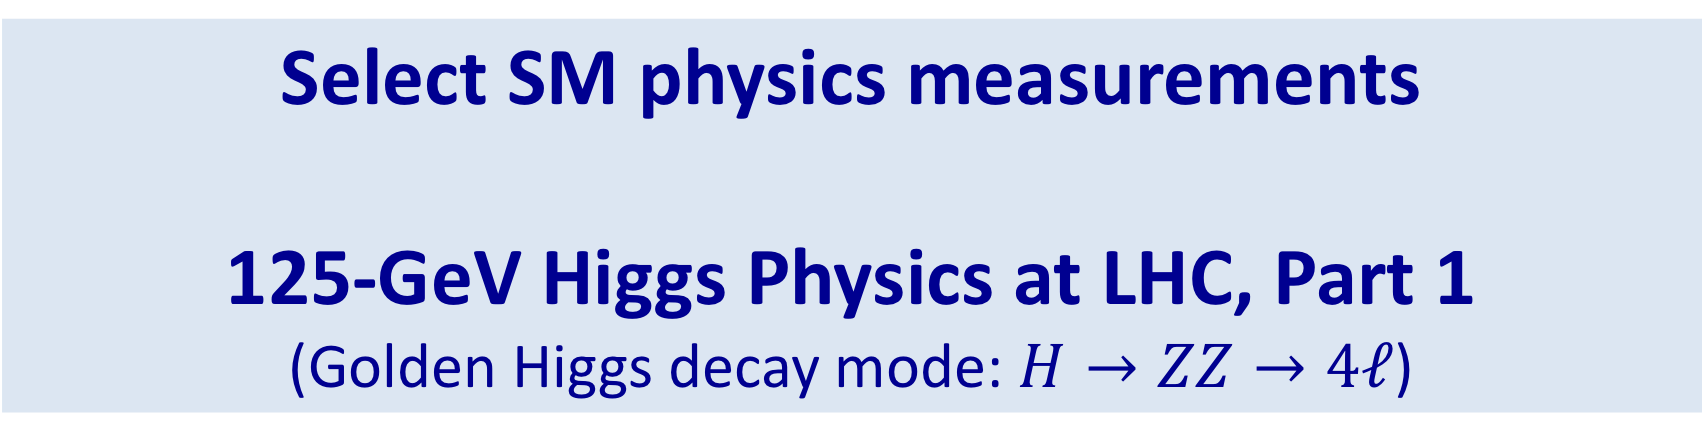 Select SM physics measurements
125-GeV Higgs Physics at LHC, Part 1
(Golden Higgs decay mode: 𝐻 → 𝑍𝑍 → 4ℓ)